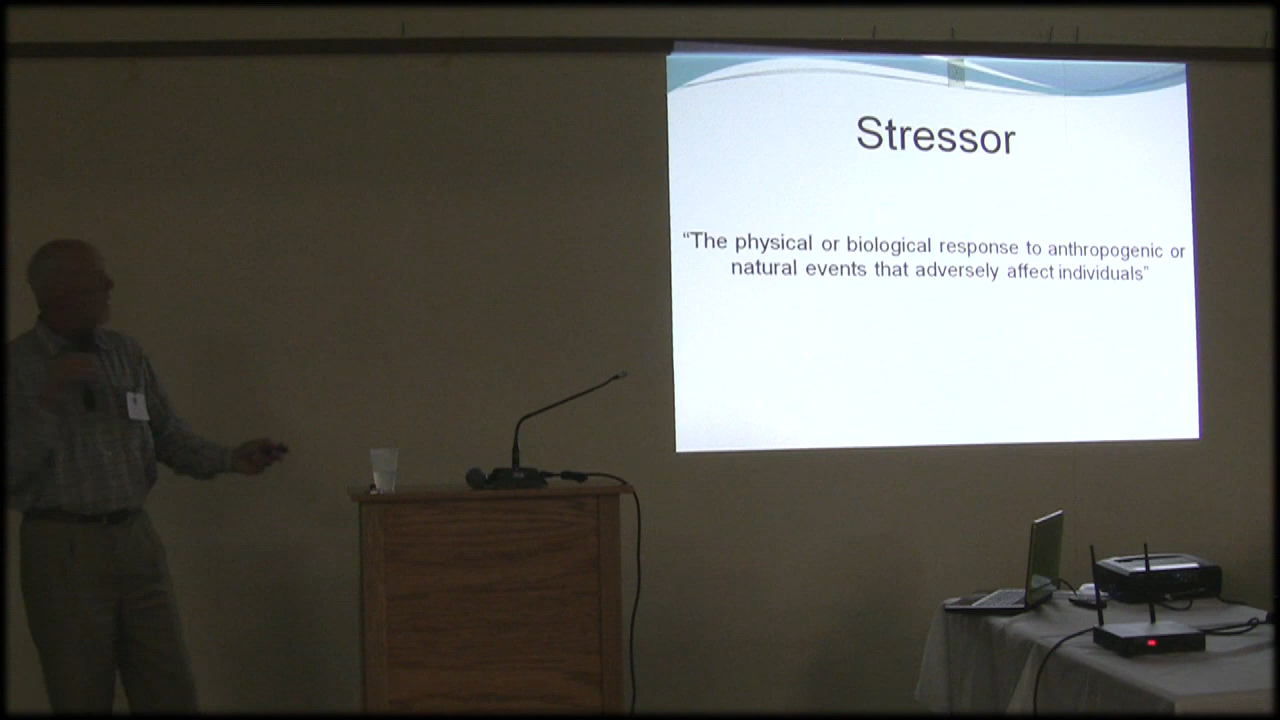 Stressor
“The physical or biological response to anthropogenic or
natural events that adversely affect individuals”